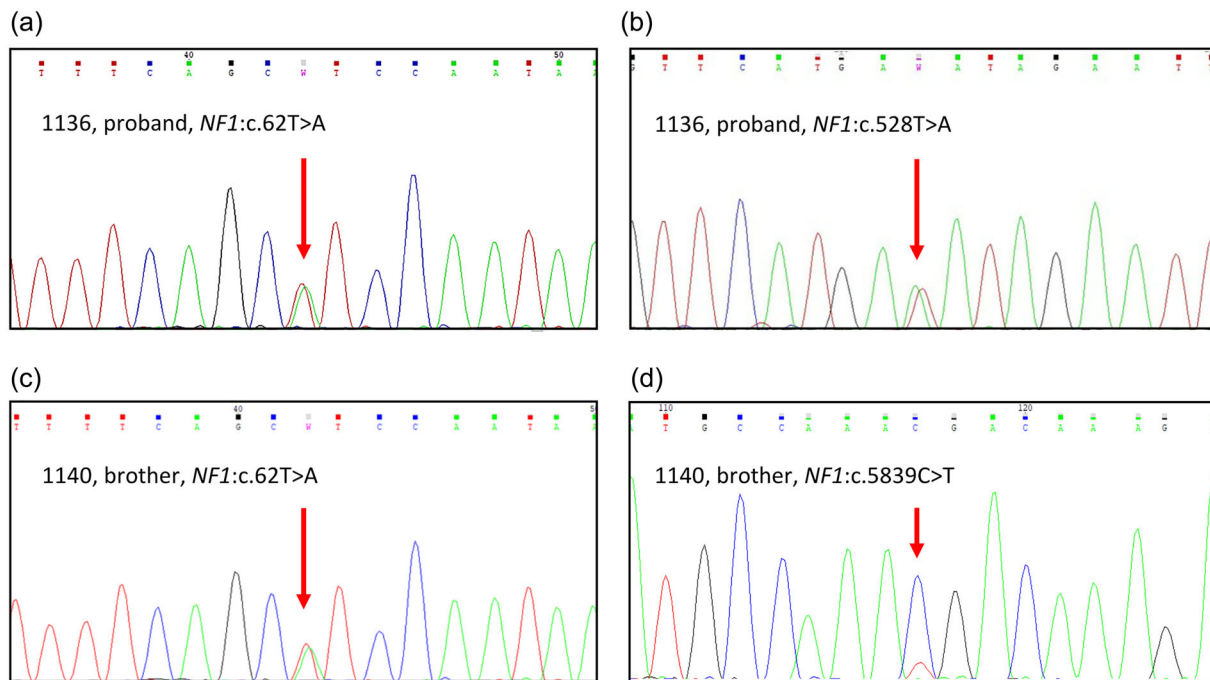 (a)
40 50
T T T C A G C W T C C A A T A A
1136, proband, NF1:c.62T>A
(b)
G T T C A T G A W A T A G A A T T
1136, proband, NF1:c.528T>A
(c)
40 5
T T T T C A G C W T C C A A T A A
1140, brother, NF1:c.62T>A
(d)
110 120
A T G C C A A A C G A C A A A G
1140, brother, NF1:c.5839C>T